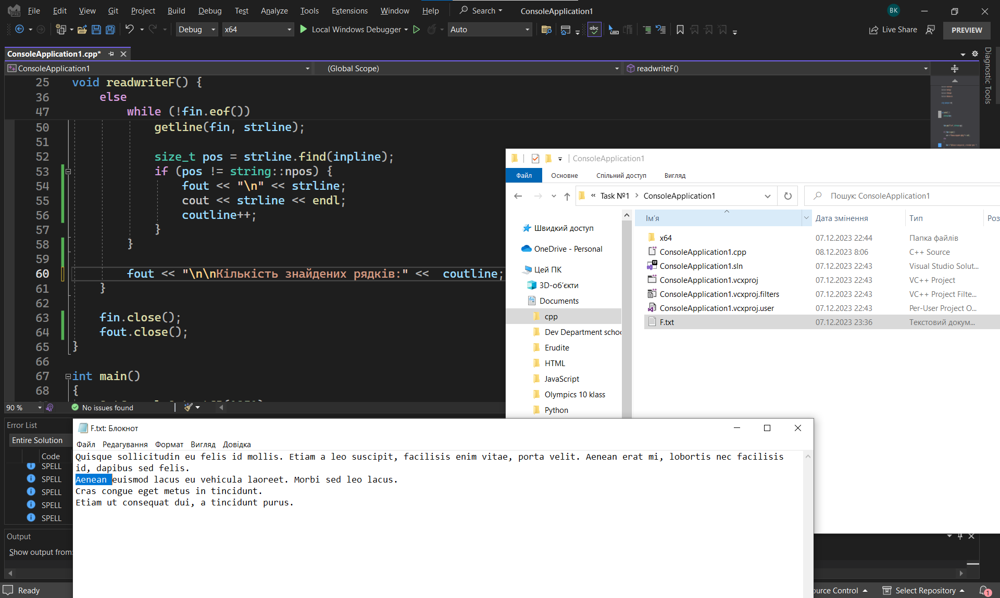 File Edit View Git Project Build Debug Test Analyze Tools Extensions Window Help Search ConsoleApplication1 BK
Debug x64 Local Windows Debugger Auto abc Live Share PREVIEW
ConsoleApplication1.cpp*
ConsoleApplication1 (Global Scope) readwriteF()
Diagnostic Tools
25 void readwriteF() {
36 else
47 while (!fin.eof())
50 getline(fin, strline);
51
52 size_t pos = strline.find(inpline);
53 if (pos != string::npos) {
54 fout << "\n" << strline;
55 cout << strline << endl;
56 coutline++;
57 }
58 }
59
60 fout << "\n\nКількість знайдених рядків:" << coutline;
61 }
62
63 fin.close();
64 fout.close();
65 }
66
67 int main()
68 {
90 % No issues found
Error List
Entire Solution
Code
SPELL
SPELL
SPELL
SPELL
SPELL
Output
Show output from:
Ready
ource Control Select Repository 1
ConsoleApplication1
Файл Основне Спільний доступ Вигляд
« Task №1 > ConsoleApplication1 Пошук: ConsoleApplication1
Швидкий доступ
OneDrive - Personal
Цей ПК
3D-об'єкти
Documents
cpp
Dev Department schoo
Erudite
HTML
JavaScript
Olympics 10 klass
Python
Ім'я Дата змінення Тип Роз
x64 07.12.2023 22:44 Папка файлів
ConsoleApplication1.cpp 08.12.2023 8:06 C++ Source
ConsoleApplication1.sln 07.12.2023 22:43 Visual Studio Solut...
ConsoleApplication1.vcxproj 07.12.2023 22:43 VC++ Project
ConsoleApplication1.vcxproj.filters 07.12.2023 22:43 VC++ Project Filte...
ConsoleApplication1.vcxproj.user 07.12.2023 22:43 Per-User Project O...
F.txt 07.12.2023 23:36 Текстовий докум...
F.txt: Блокнот
Файл Редагування Формат Вигляд Довідка
Quisque sollicitudin eu felis id mollis. Etiam a leo suscipit, facilisis enim vitae, porta velit. Aenean erat mi, lobortis nec facilisis
id, dapibus sed felis.
Aenean euismod lacus eu vehicula laoreet. Morbi sed leo lacus.
Cras congue eget metus in tincidunt.
Etiam ut consequat dui, a tincidunt purus.